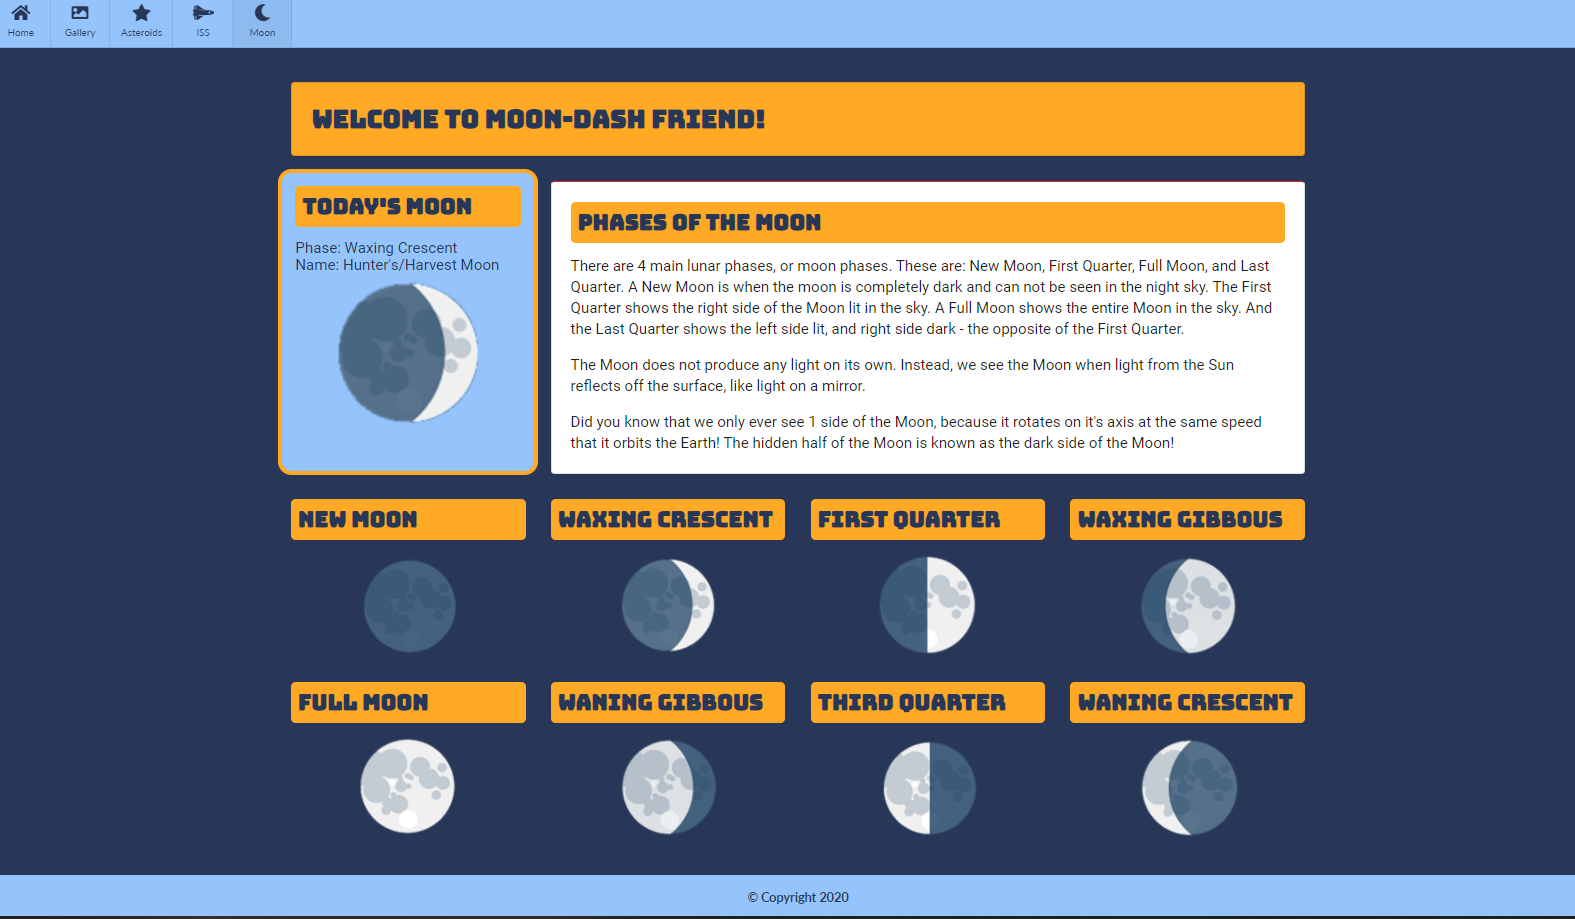 Home
Gallery
Asteroids
ISS
Moon
WELCOME TO MOON-DASH FRIEND!
TODAY'S MOON
Phase: Waxing Crescent
Name: Hunter's/Harvest Moon
PHASES OF THE MOON
There are 4 main lunar phases, or moon phases. These are: New Moon, First Quarter, Full Moon, and Last
Quarter. A New Moon is when the moon is completely dark and can not be seen in the night sky. The First
Quarter shows the right side of the Moon lit in the sky. A Full Moon shows the entire Moon in the sky. And
the Last Quarter shows the left side lit, and right side dark - the opposite of the First Quarter.
The Moon does not produce any light on its own. Instead, we see the Moon when light from the Sun
reflects off the surface, like light on a mirror.
Did you know that we only ever see 1 side of the Moon, because it rotates on it's axis at the same speed
that it orbits the Earth! The hidden half of the Moon is known as the dark side of the Moon!
NEW MOON
WAXING CRESCENT
FIRST QUARTER
WAXING GIBBOUS
FULL MOON
WANING GIBBOUS
THIRD QUARTER
WANING CRESCENT
© Copyright 2020